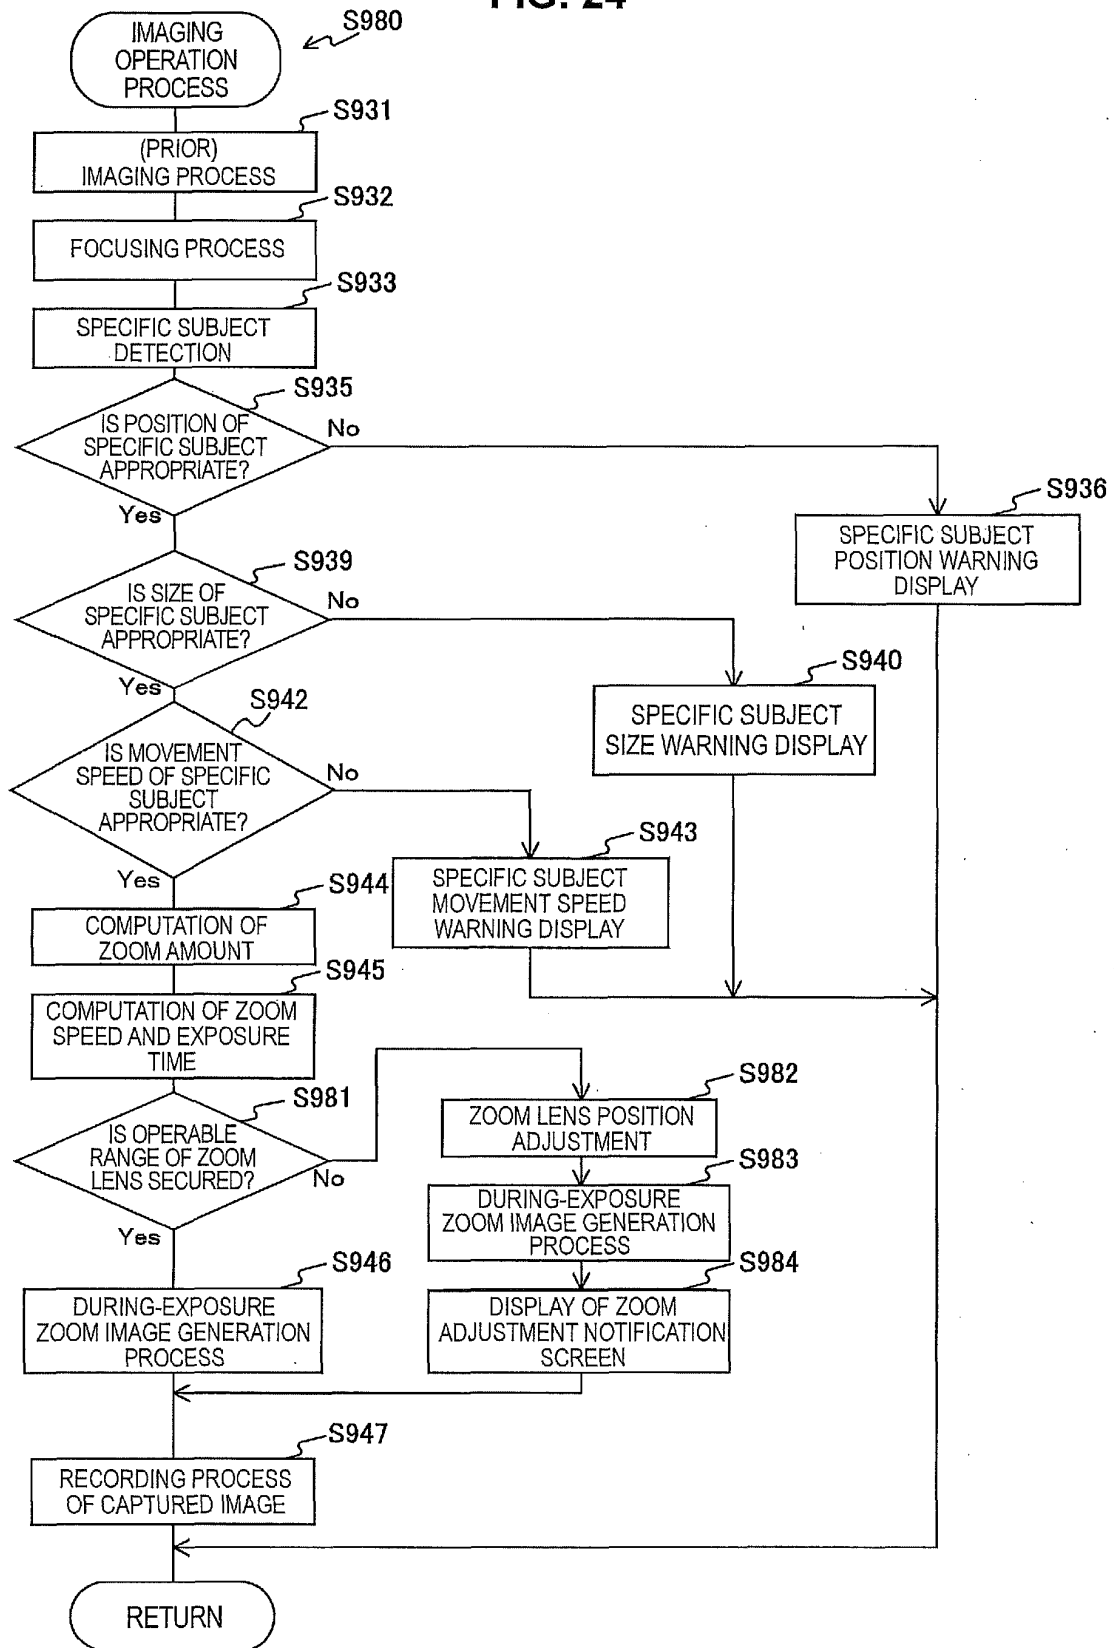 FIG. 24
IMAGING
OPERATION
PROCESS
S980
S931
(PRIOR)
IMAGING PROCESS
S932
FOCUSING PROCESS
S933
SPECIFIC SUBJECT
DETECTION
S935
IS POSITION OF
SPECIFIC SUBJECT
APPROPRIATE?
No
Yes
S936
SPECIFIC SUBJECT
POSITION WARNING
DISPLAY
S939
IS SIZE OF
SPECIFIC SUBJECT
APPROPRIATE?
No
Yes
S940
SPECIFIC SUBJECT
SIZE WARNING DISPLAY
S942
IS MOVEMENT
SPEED OF SPECIFIC
SUBJECT
APPROPRIATE?
No
Yes
S943
SPECIFIC SUBJECT
MOVEMENT SPEED
WARNING DISPLAY
S944
COMPUTATION OF
ZOOM AMOUNT
S945
COMPUTATION OF ZOOM
SPEED AND EXPOSURE
TIME
S981
IS OPERABLE
RANGE OF ZOOM
LENS SECURED?
No
Yes
S982
ZOOM LENS POSITION
ADJUSTMENT
S983
DURING-EXPOSURE
ZOOM IMAGE GENERATION
PROCESS
S984
DISPLAY OF ZOOM
ADJUSTMENT NOTIFICATION
SCREEN
S946
DURING-EXPOSURE
ZOOM IMAGE GENERATION
PROCESS
S947
RECORDING PROCESS
OF CAPTURED IMAGE
RETURN